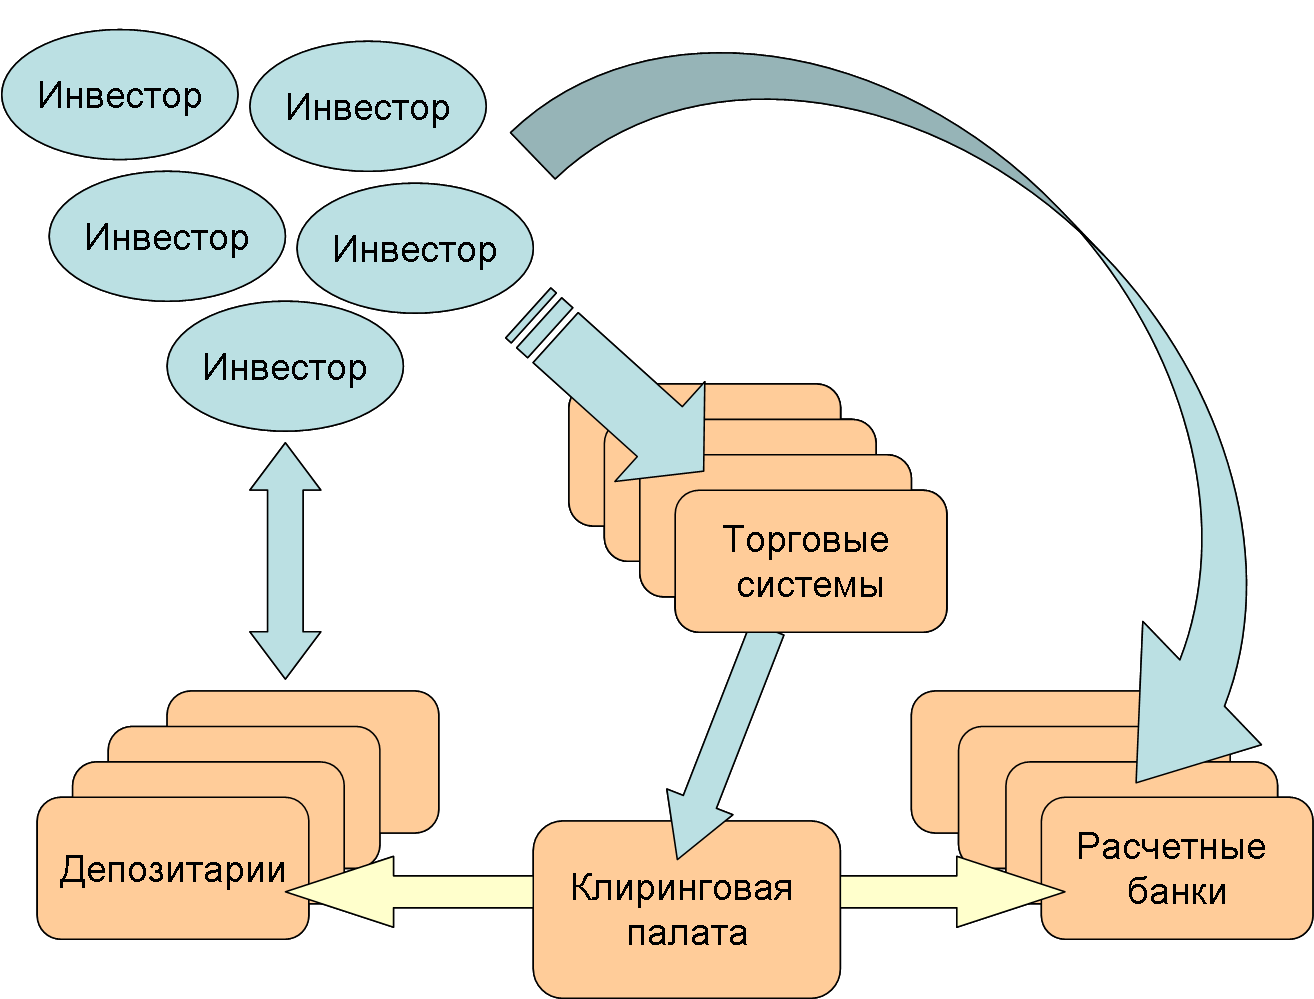 Инвестор
Инвестор
Инвестор
Инвестор
Инвестор
Торговые
системы
Депозитарии
Клиринговая
палата
Расчетные
банки